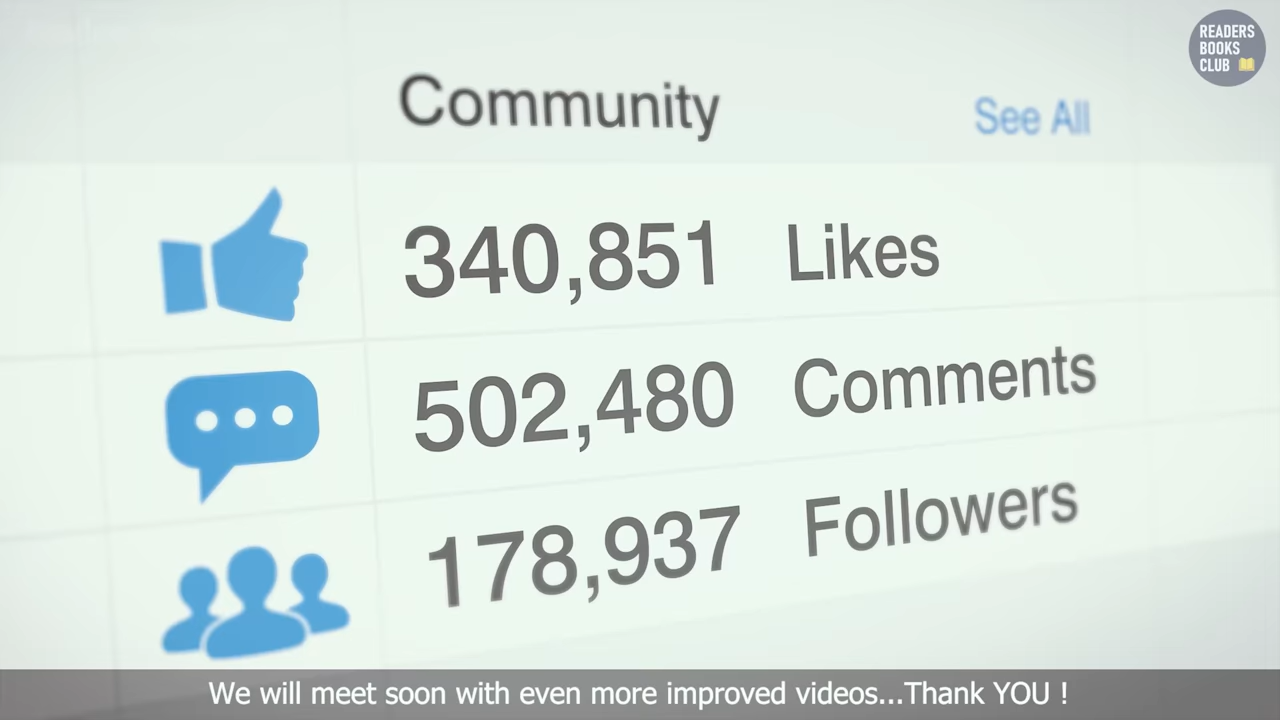 READERS
BOOKS
CLUB
Community
See All
340,851 Likes
502,480 Comments
178,937 Followers
We will meet soon with even more improved videos...Thank YOU !